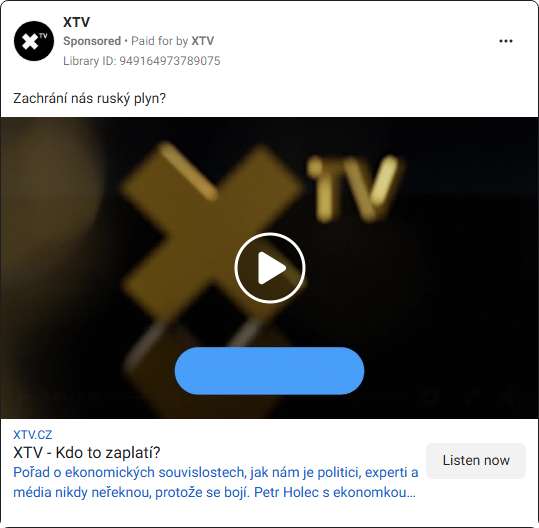 XTV
Sponsored • Paid for by XTV
Library ID: 949164973789075
Zachrání nás ruský plyn?
XTV
XTV.CZ
XTV - Kdo to zaplatí?
Pořad o ekonomických souvislostech, jak nám je politici, experti a
média nikdy neřeknou, protože se bojí. Petr Holec s ekonomkou...
Listen now